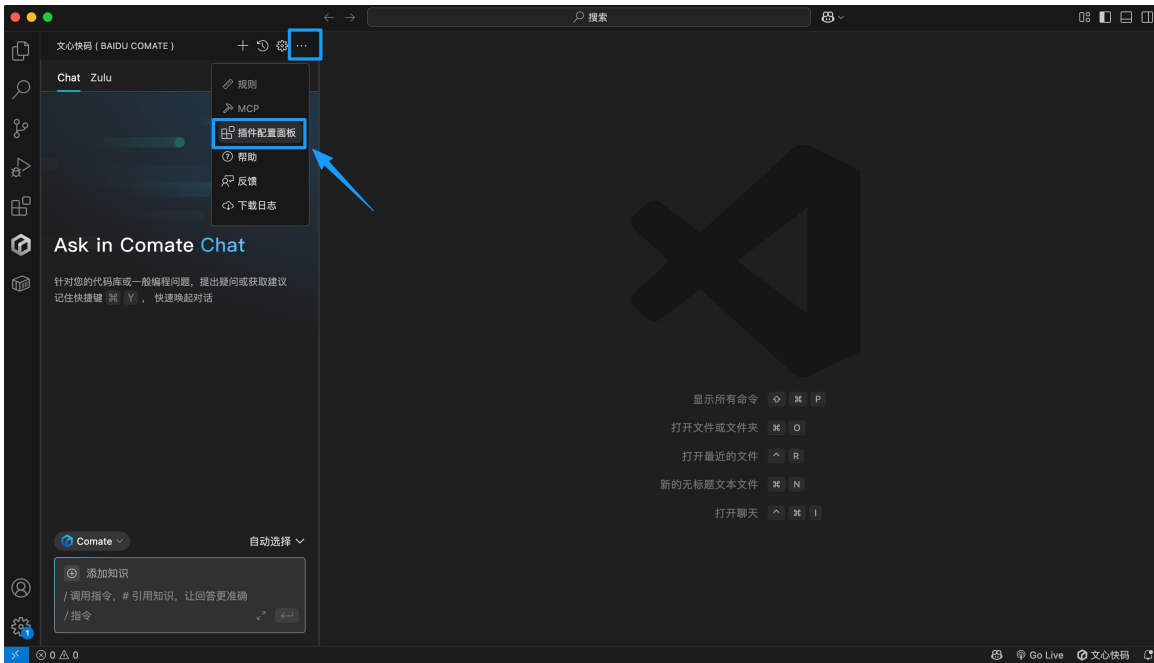 搜索
文心快码 ( BAIDU COMATE )
Chat Zulu
规则
MCP
插件配置面板
帮助
反馈
下载日志
Ask in Comate Chat
针对您的代码库或一般编程问题，提出疑问或获取建议
记住快捷键 ⌘ Y ， 快速唤起对话
显示所有命令 ⇧ ⌘ P
打开文件或文件夹 ⌘ O
打开最近的文件 ^ R
新的无标题文本文件 ⌘ N
打开聊天 ^ ⌘ I
Comate 自动选择
添加知识
/ 调用指令，# 引用知识，让回答更准确
/ 指令
1
0 0
Go Live 文心快码